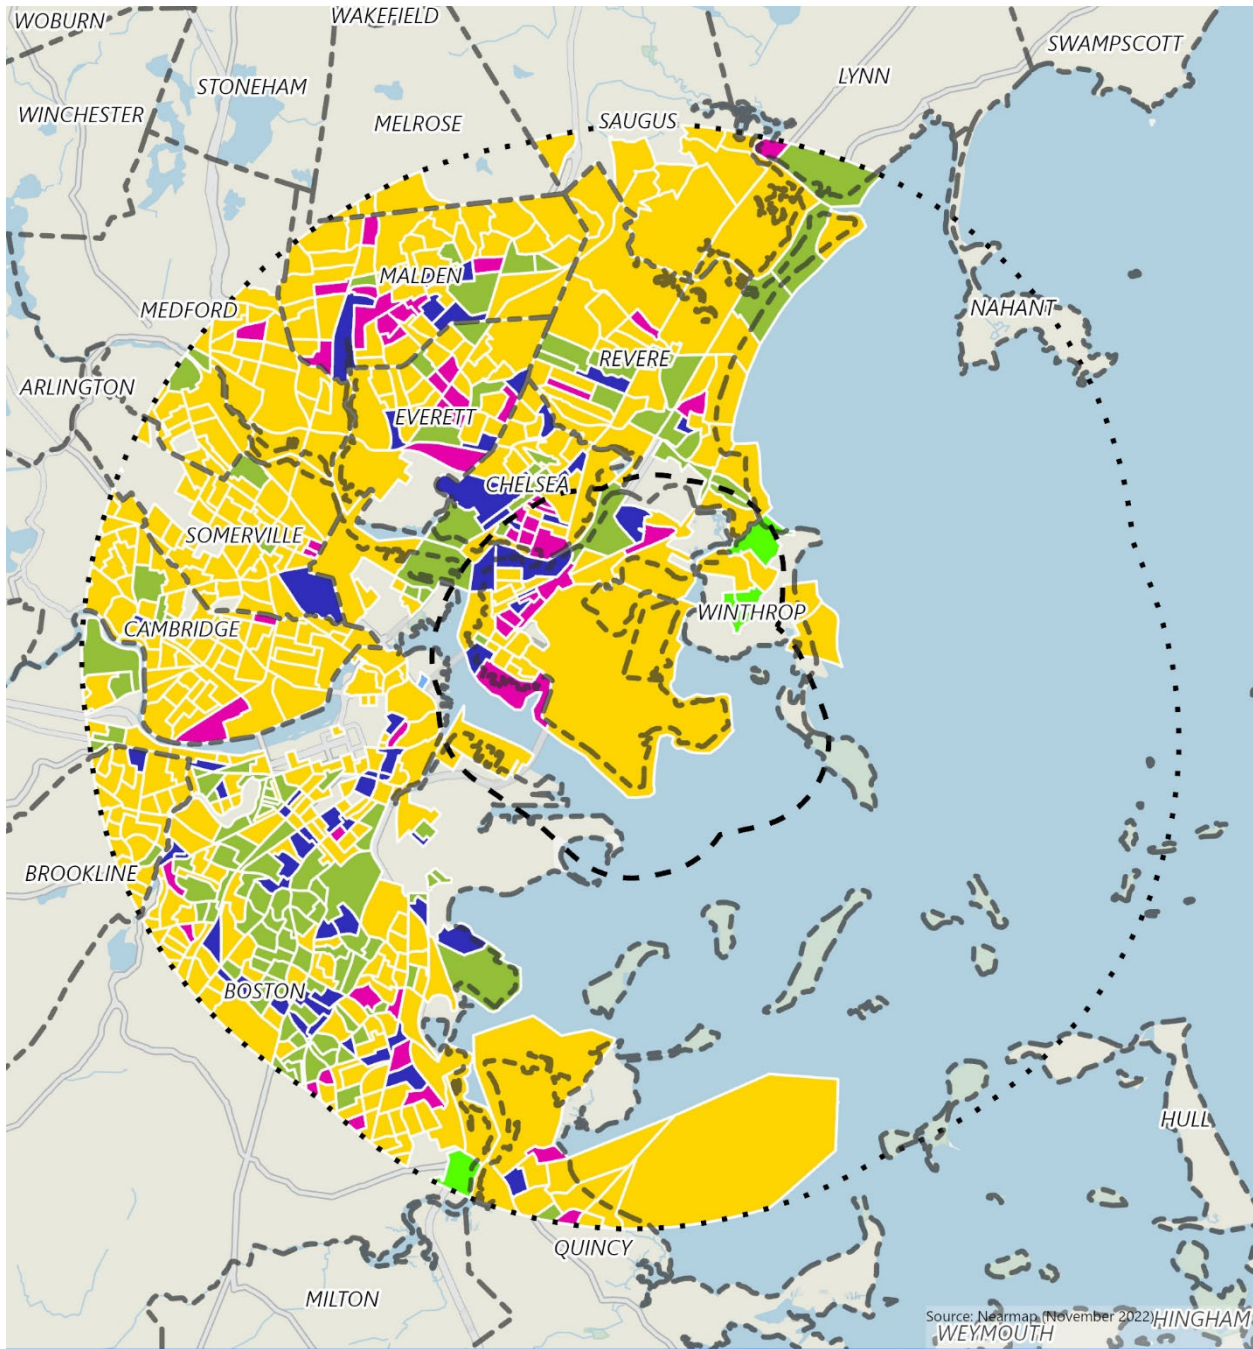 WOBURN
WAKEFIELD
SWAMPSCOTT
STONEHAM
LYNN
WINCHESTER
MELROSE
SAUGUS
MALDEN
MEDFORD
NAHANT
REVERE
ARLINGTON
EVERETT
CHELSEA
SOMERVILLE
WINTHROP
CAMBRIDGE
BROOKLINE
BOSTON
HULL
QUINCY
MILTON
Source: Nearmap (November 2022)
HINGHAM
WEYMOUTH